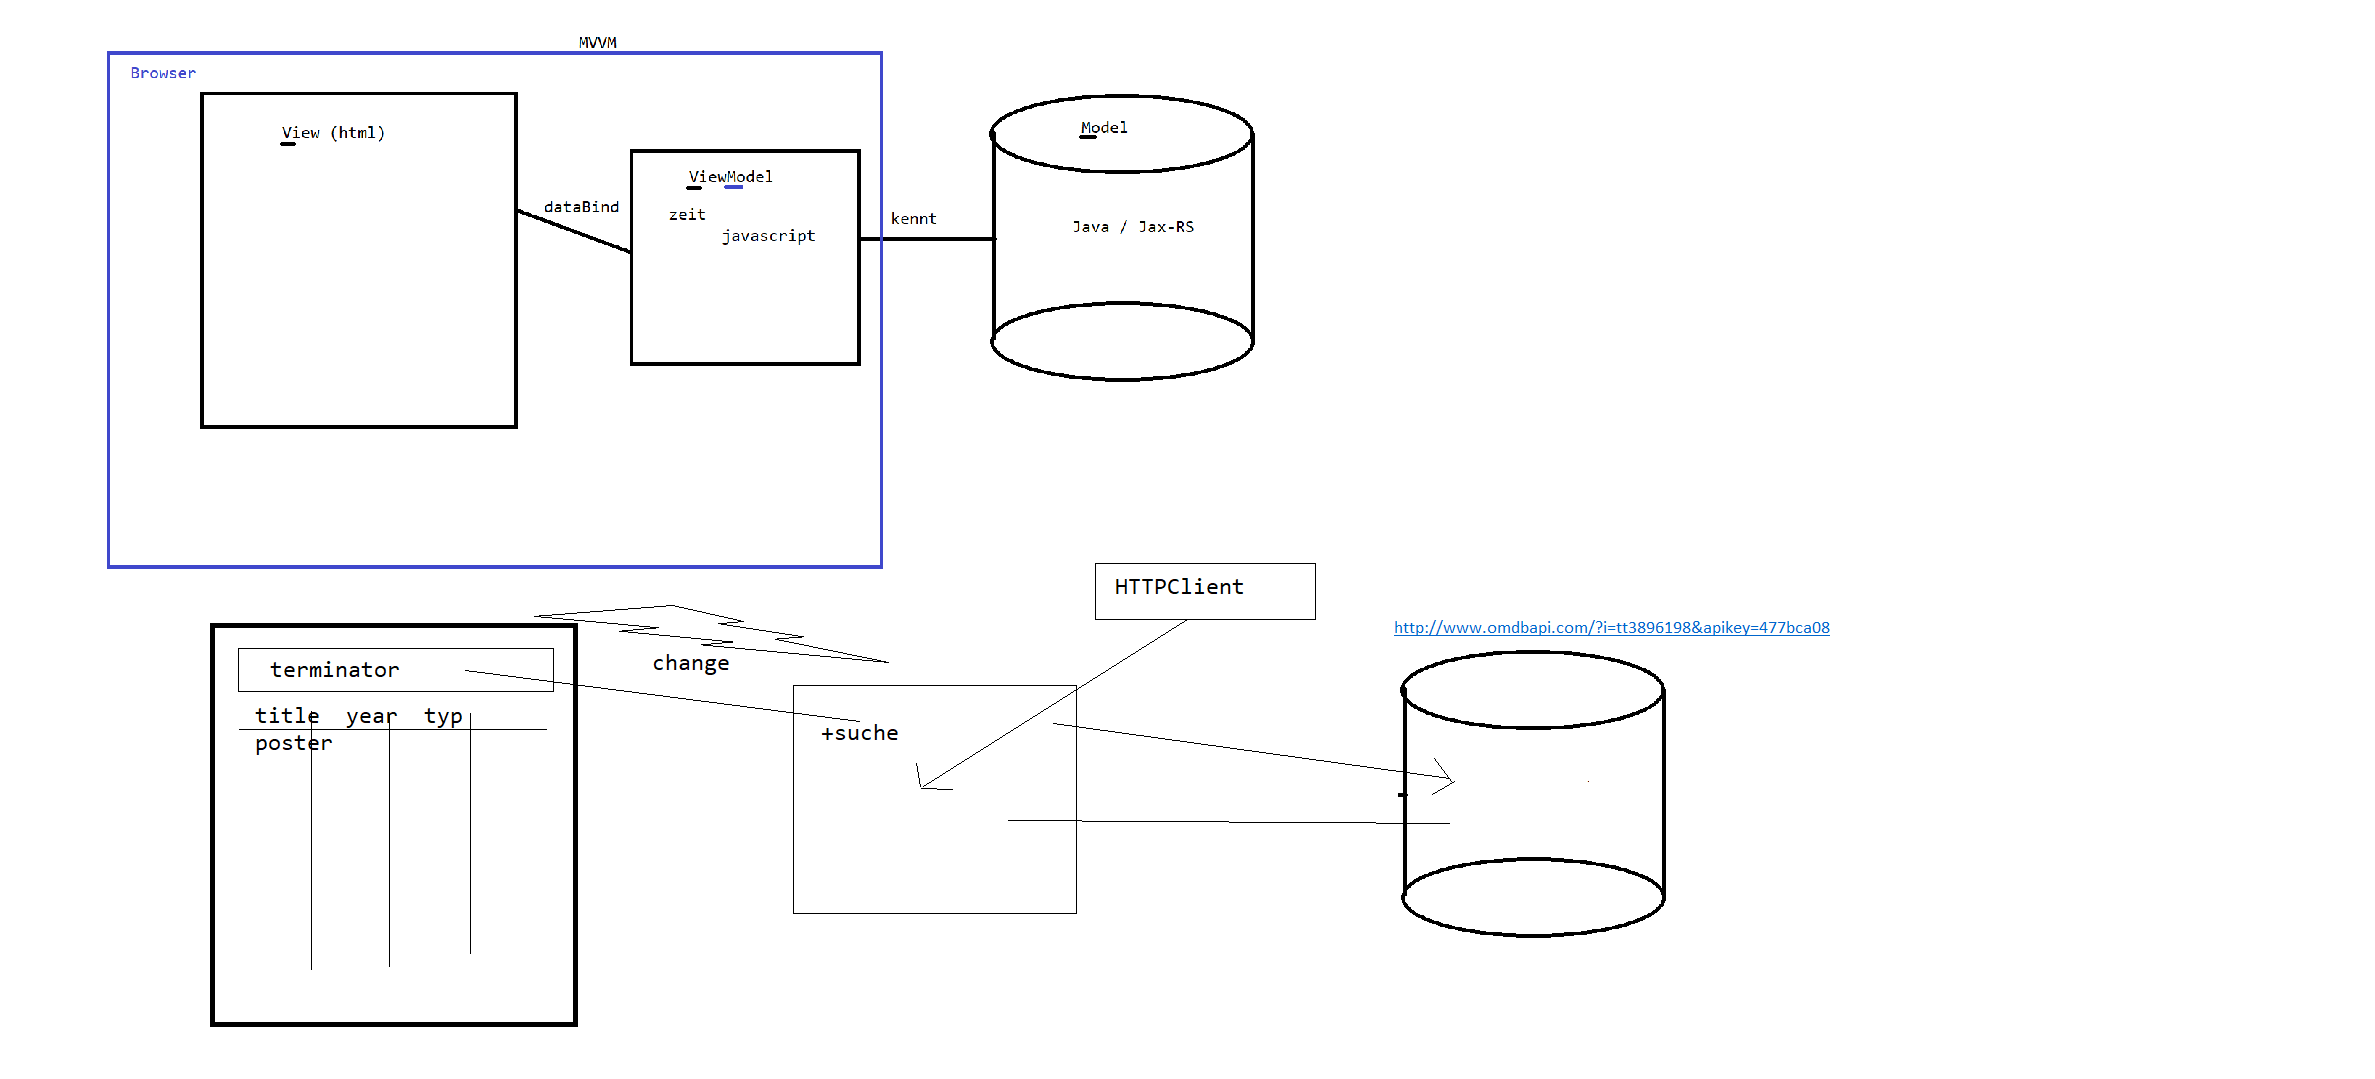 MVVM
Browser
View (html)
dataBind
ViewModel
zeit
javascript
kennt
Model
Java / Jax-RS
HTTPClient
http://www.omdbapi.com/?i=tt3896198&apikey=477bca08
change
terminator
title year typ
poster
+suche